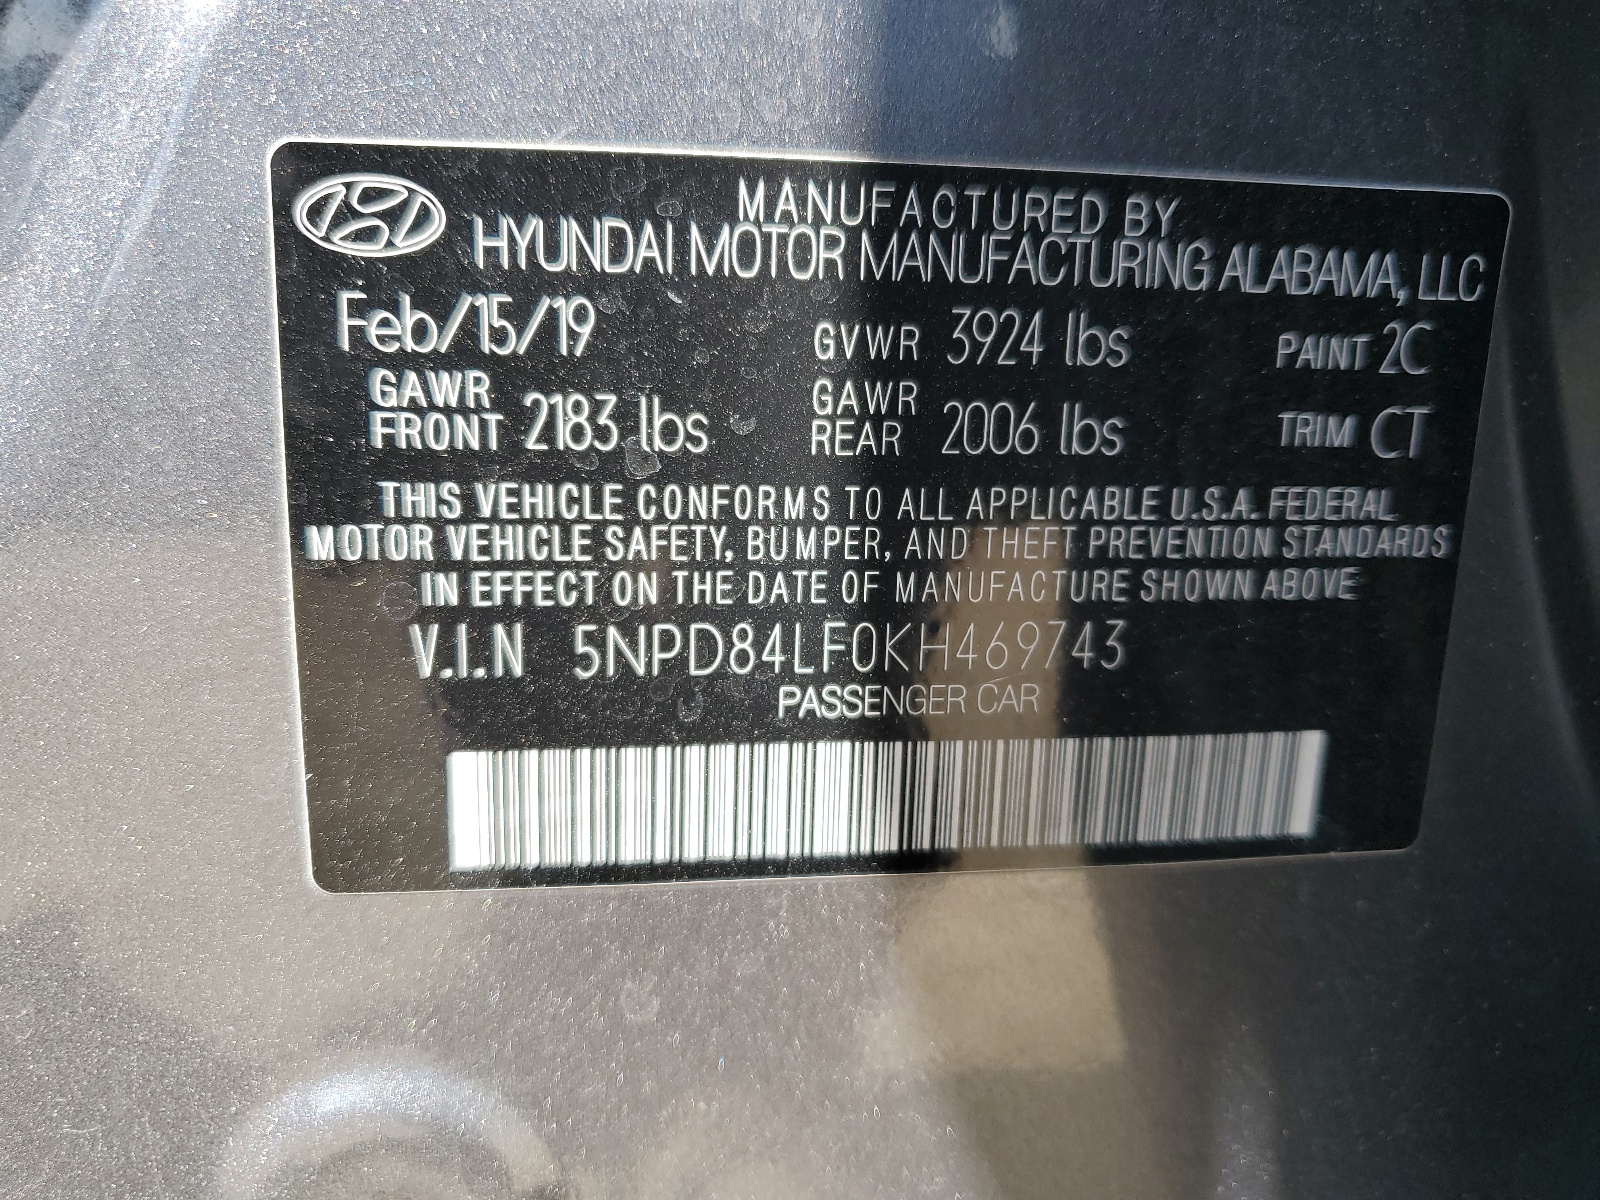 MANUFACTURED BY
HYUNDAI MOTOR MANUFACTURING ALABAMA, LLC
Feb/15/19 GVWR 3924 lbs PAINT 2C
GAWR FRONT 2183 lbs GAWR REAR 2006 lbs TRIM CT
THIS VEHICLE CONFORMS TO ALL APPLICABLE U.S.A. FEDERAL
MOTOR VEHICLE SAFETY, BUMPER, AND THEFT PREVENTION STANDARDS
IN EFFECT ON THE DATE OF MANUFACTURE SHOWN ABOVE
V.I.N 5NPD84LF0KH469743
PASSENGER CAR